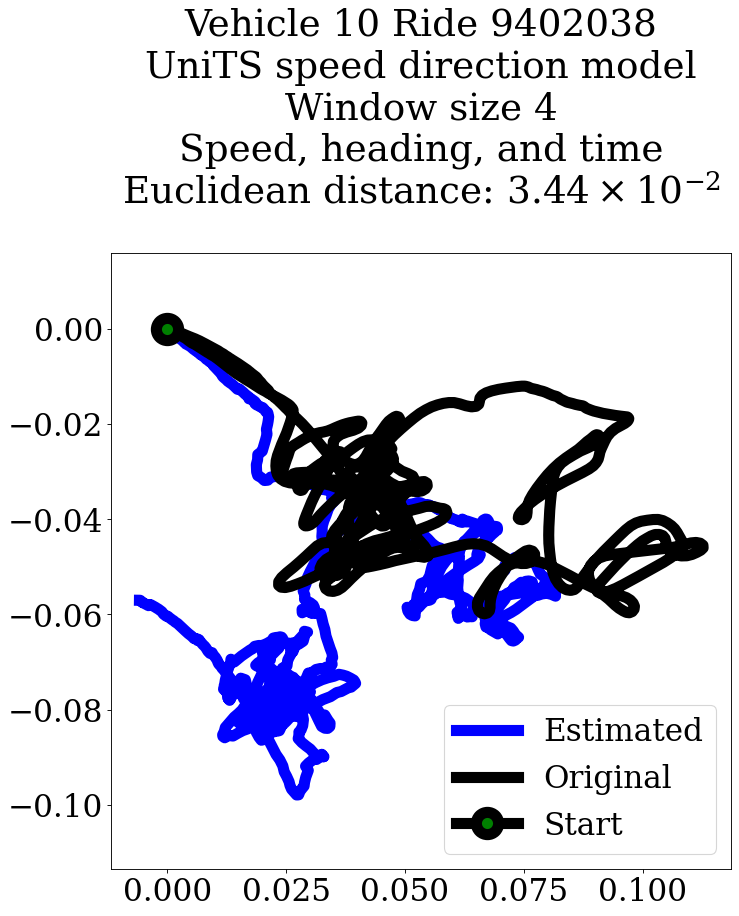 Vehicle 10 Ride 9402038
UniTS speed direction model
Window size 4
Speed, heading, and time
Euclidean distance: 3.44 × 10⁻²
0.00
−0.02
−0.04
−0.06
−0.08
−0.10
Estimated
Original
Start
0.000 0.025 0.050 0.075 0.100